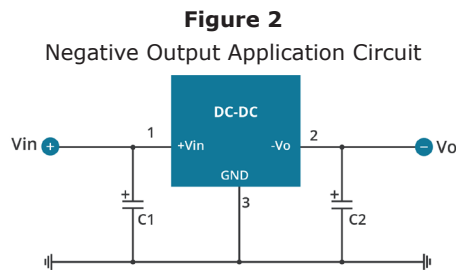 Figure 2
Negative Output Application Circuit
DC-DC
Vin + 1 +Vin -Vo 2 − Vo
GND
3
+ C1 + C2